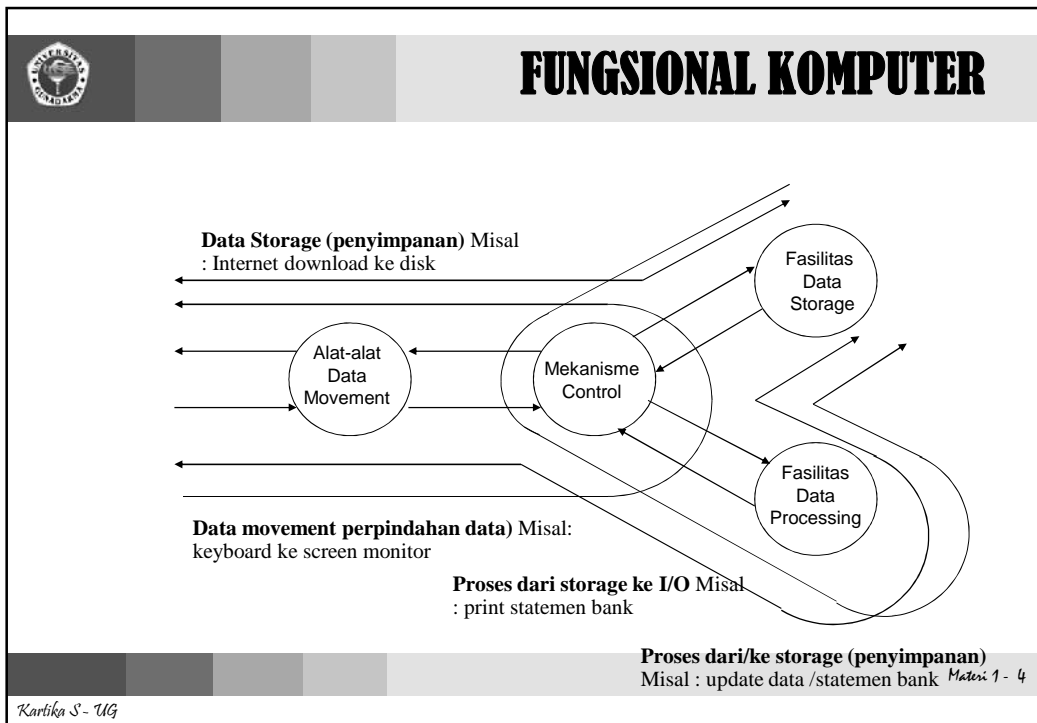 UNIVERSITAS
GUNADARMA
FUNGSIONAL KOMPUTER
Data Storage (penyimpanan) Misal
: Internet download ke disk
Fasilitas
Data
Storage
Alat-alat
Data
Movement
Mekanisme
Control
Fasilitas
Data
Processing
Data movement perpindahan data) Misal:
keyboard ke screen monitor
Proses dari storage ke I/O Misal
: print statemen bank
Proses dari/ke storage (penyimpanan)
Misal : update data /statemen bank
Materi 1 - 4
Kartika S - UG